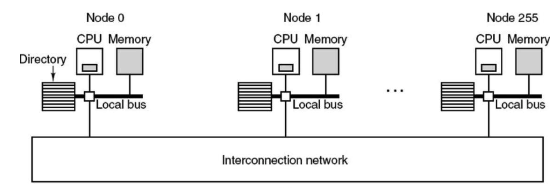 Node 0 Node 1 Node 255
CPU Memory CPU Memory CPU Memory
Directory
...
Local bus Local bus Local bus
Interconnection network